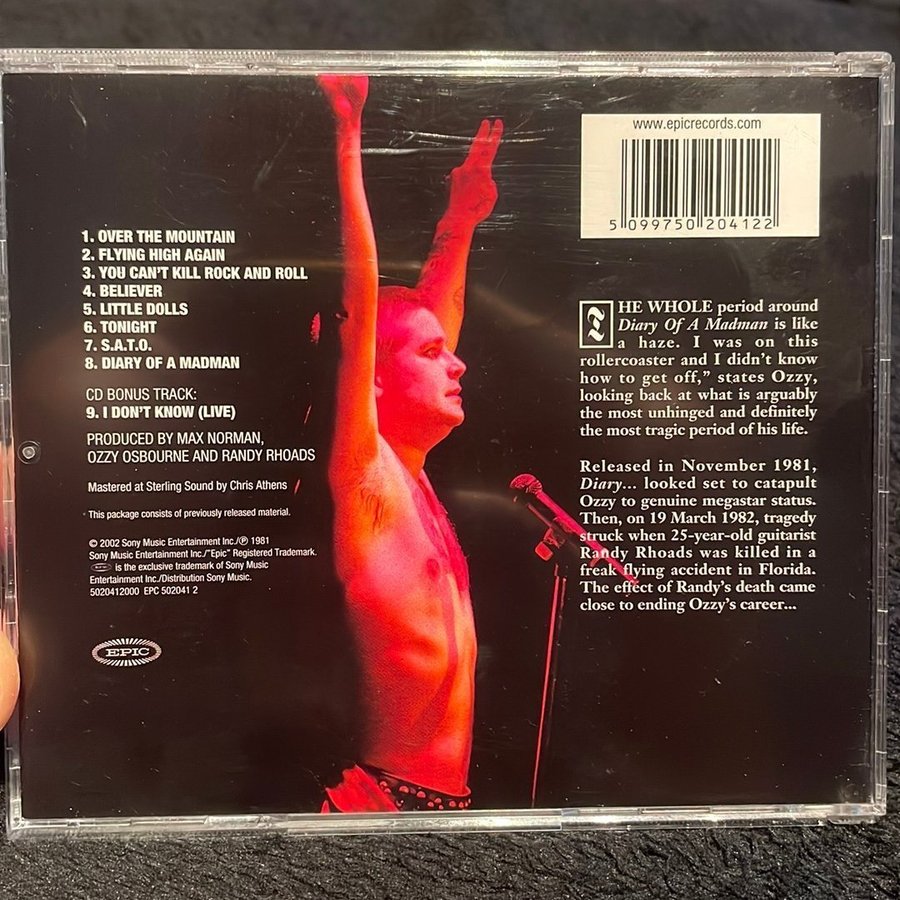 www.epicrecords.com
5 099750 204122
1. OVER THE MOUNTAIN
2. FLYING HIGH AGAIN
3. YOU CAN'T KILL ROCK AND ROLL
4. BELIEVER
5. LITTLE DOLLS
6. TONIGHT
7. S.A.T.O.
8. DIARY OF A MADMAN
CD BONUS TRACK:
9. I DON'T KNOW (LIVE)
PRODUCED BY MAX NORMAN,
OZZY OSBOURNE AND RANDY RHOADS
Mastered at Sterling Sound by Chris Athens
This package consists of previously released material.
© 2002 Sony Music Entertainment Inc./℗ 1981
Sony Music Entertainment Inc./"Epic" Registered Trademark.
is the exclusive trademark of Sony Music
Entertainment Inc./Distribution Sony Music.
5020412000 EPC 502041 2
EPIC
THE WHOLE period around
Diary Of A Madman is like
a haze. I was on this
rollercoaster and I didn't know
how to get off," states Ozzy,
looking back at what is arguably
the most unhinged and definitely
the most tragic period of his life.
Released in November 1981,
Diary... looked set to catapult
Ozzy to genuine megastar status.
Then, on 19 March 1982, tragedy
struck when 25-year-old guitarist
Randy Rhoads was killed in a
freak flying accident in Florida.
The effect of Randy's death came
close to ending Ozzy's career...